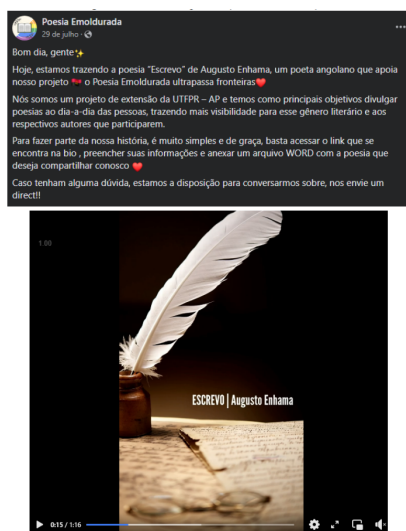 Poesia Emoldurada
29 de julho ·
Bom dia, gente✨
Hoje, estamos trazendo a poesia "Escrevo" de Augusto Enhama, um poeta angolano que apoia
nosso projeto 🇦🇴 o Poesia Emoldurada ultrapassa fronteiras❤️
Nós somos um projeto de extensão da UTFPR – AP e temos como principais objetivos divulgar
poesias ao dia-a-dia das pessoas, trazendo mais visibilidade para esse gênero literário e aos
respectivos autores que participarem.
Para fazer parte da nossa história, é muito simples e de graça, basta acessar o link que se
encontra na bio , preencher suas informações e anexar um arquivo WORD com a poesia que
deseja compartilhar conosco ❤️
Caso tenham alguma dúvida, estamos a disposição para conversarmos sobre, nos envie um
direct!!
1.00
ESCREVO | Augusto Enhama
0:15 / 1:16